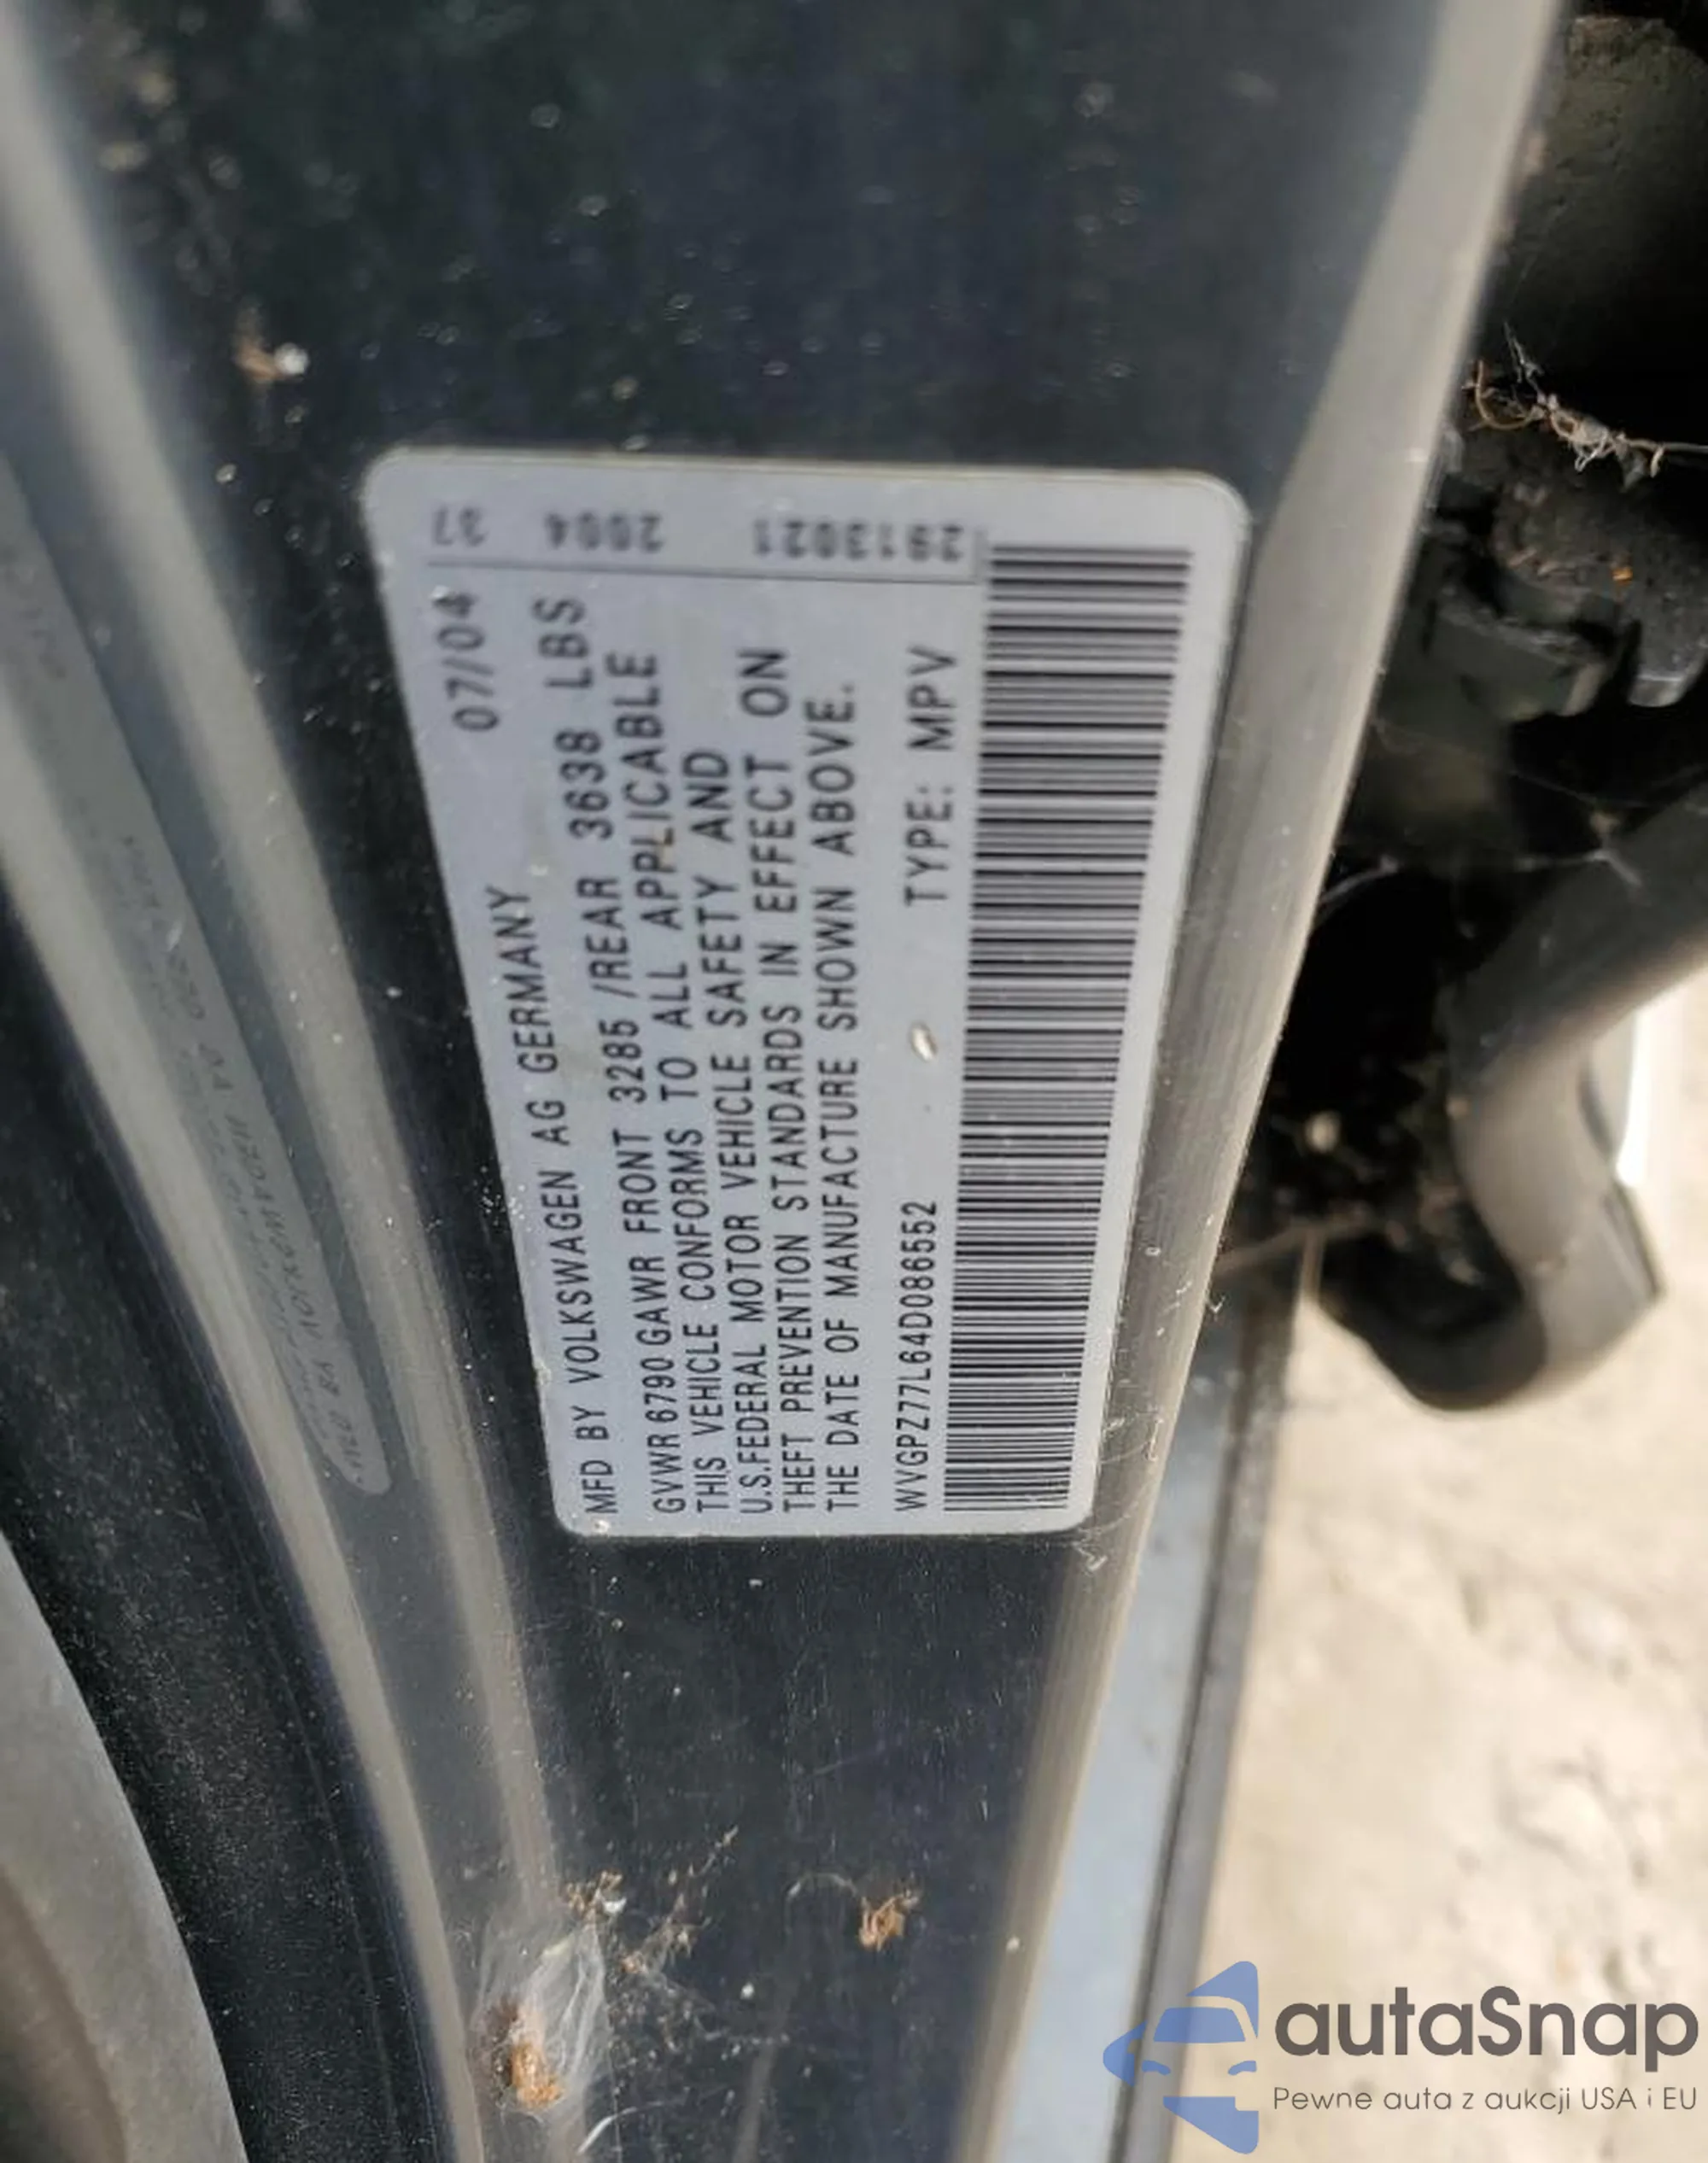 MFD BY VOLKSWAGEN AG GERMANY 07/04
GVWR 6790 GAWR FRONT 3285 /REAR 3638 LBS
THIS VEHICLE CONFORMS TO ALL APPLICABLE
U.S.FEDERAL MOTOR VEHICLE SAFETY AND
THEFT PREVENTION STANDARDS IN EFFECT ON
THE DATE OF MANUFACTURE SHOWN ABOVE.
WVGPZ77L64D086552 TYPE: MPV
37 2004 2813021
autaSnap
Pewne auta z aukcji USA i EU